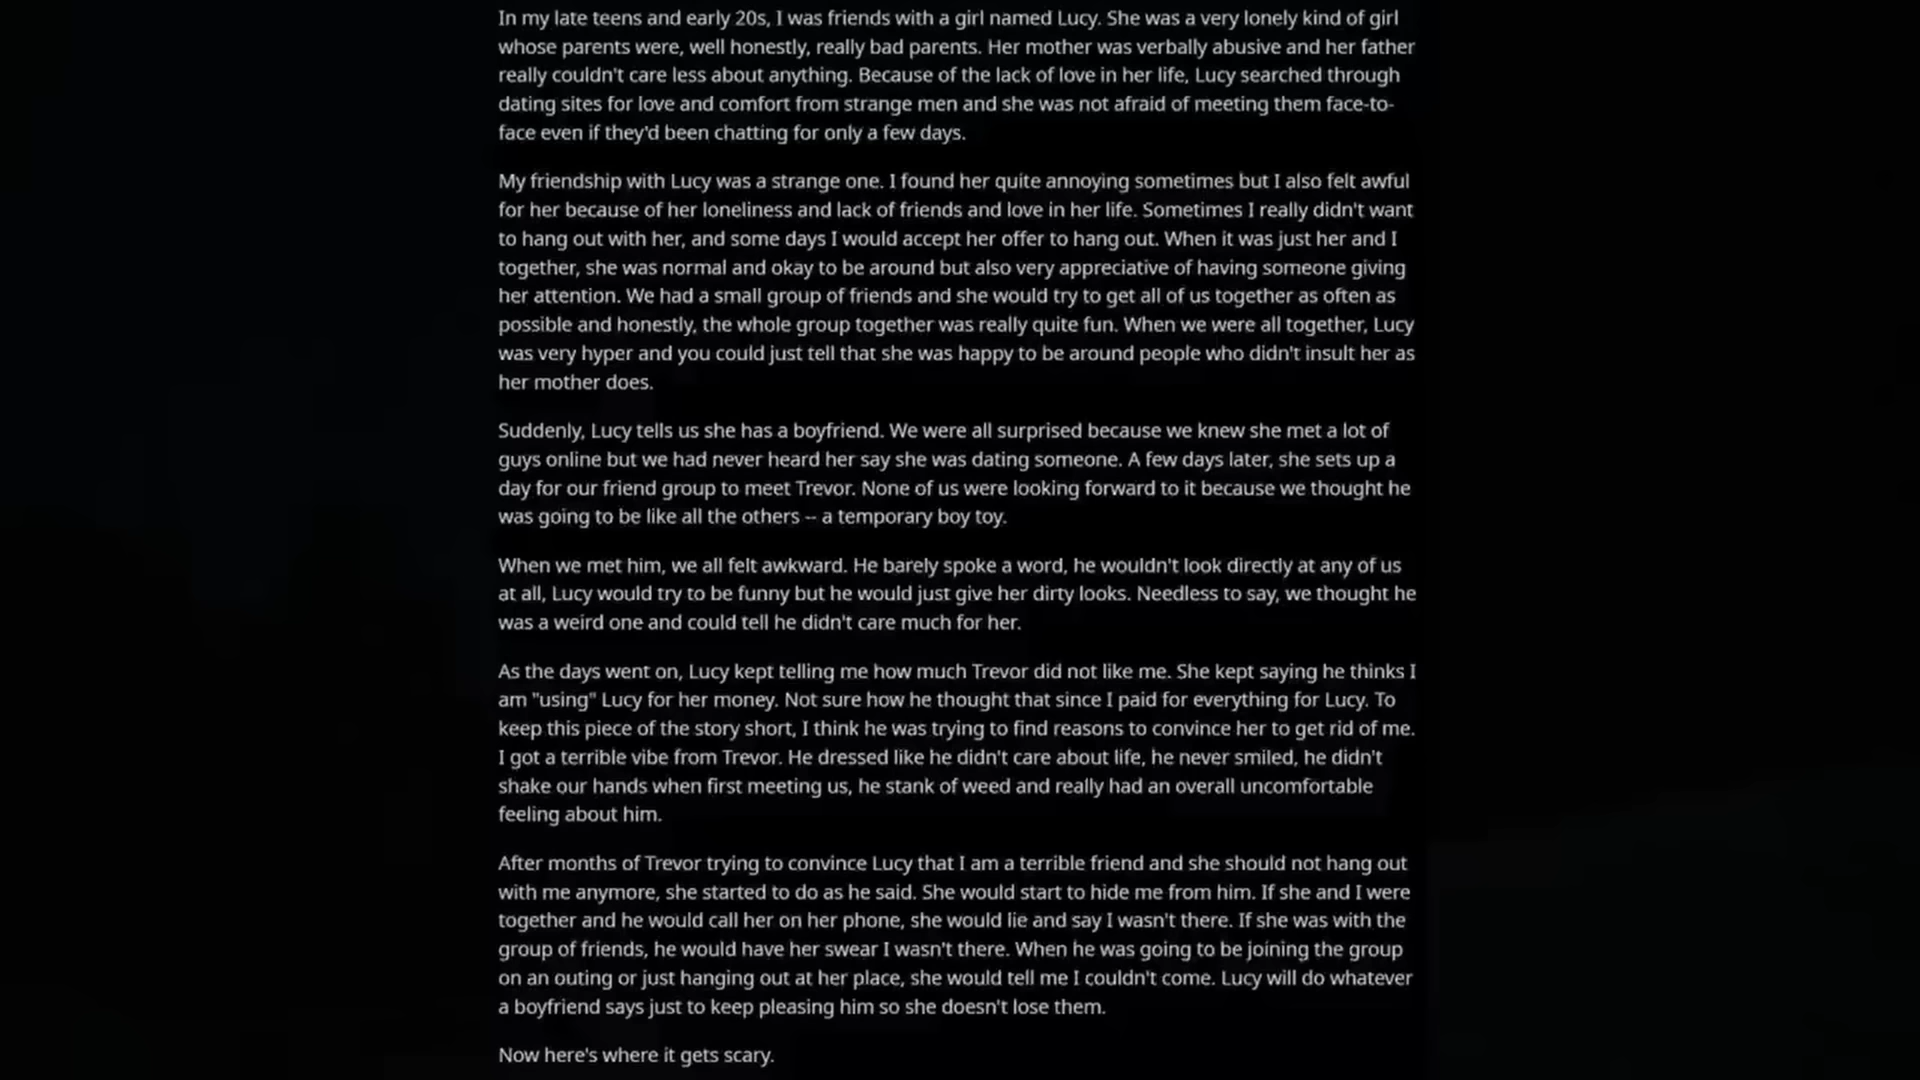 In my late teens and early 20s, I was friends with a girl named Lucy. She was a very lonely kind of girl
whose parents were, well honestly, really bad parents. Her mother was verbally abusive and her father
really couldn't care less about anything. Because of the lack of love in her life, Lucy searched through
dating sites for love and comfort from strange men and she was not afraid of meeting them face-to-
face even if they'd been chatting for only a few days.
My friendship with Lucy was a strange one. I found her quite annoying sometimes but I also felt awful
for her because of her loneliness and lack of friends and love in her life. Sometimes I really didn't want
to hang out with her, and some days I would accept her offer to hang out. When it was just her and I
together, she was normal and okay to be around but also very appreciative of having someone giving
her attention. We had a small group of friends and she would try to get all of us together as often as
possible and honestly, the whole group together was really quite fun. When we were all together, Lucy
was very hyper and you could just tell that she was happy to be around people who didn't insult her as
her mother does.
Suddenly, Lucy tells us she has a boyfriend. We were all surprised because we knew she met a lot of
guys online but we had never heard her say she was dating someone. A few days later, she sets up a
day for our friend group to meet Trevor. None of us were looking forward to it because we thought he
was going to be like all the others -- a temporary boy toy.
When we met him, we all felt awkward. He barely spoke a word, he wouldn't look directly at any of us
at all, Lucy would try to be funny but he would just give her dirty looks. Needless to say, we thought he
was a weird one and could tell he didn't care much for her.
As the days went on, Lucy kept telling me how much Trevor did not like me. She kept saying he thinks I
am "using" Lucy for her money. Not sure how he thought that since I paid for everything for Lucy. To
keep this piece of the story short, I think he was trying to find reasons to convince her to get rid of me.
I got a terrible vibe from Trevor. He dressed like he didn't care about life, he never smiled, he didn't
shake our hands when first meeting us, he stank of weed and really had an overall uncomfortable
feeling about him.
After months of Trevor trying to convince Lucy that I am a terrible friend and she should not hang out
with me anymore, she started to do as he said. She would start to hide me from him. If she and I were
together and he would call her on her phone, she would lie and say I wasn't there. If she was with the
group of friends, he would have her swear I wasn't there. When he was going to be joining the group
on an outing or just hanging out at her place, she would tell me I couldn't come. Lucy will do whatever
a boyfriend says just to keep pleasing him so she doesn't lose them.
Now here's where it gets scary.